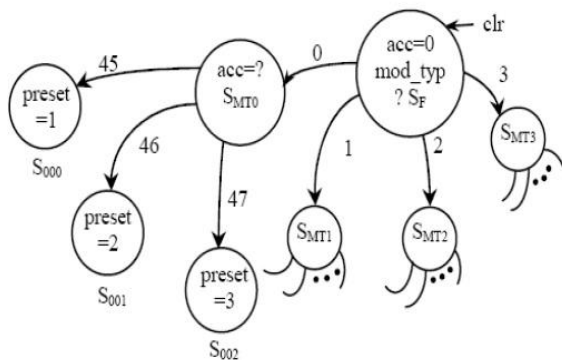 clr
acc=0
mod_typ
? S_F
0
1
2
3
acc=?
S_MT0
45
46
47
preset
=1
S_000
preset
=2
S_001
preset
=3
S_002
S_MT1
S_MT2
S_MT3